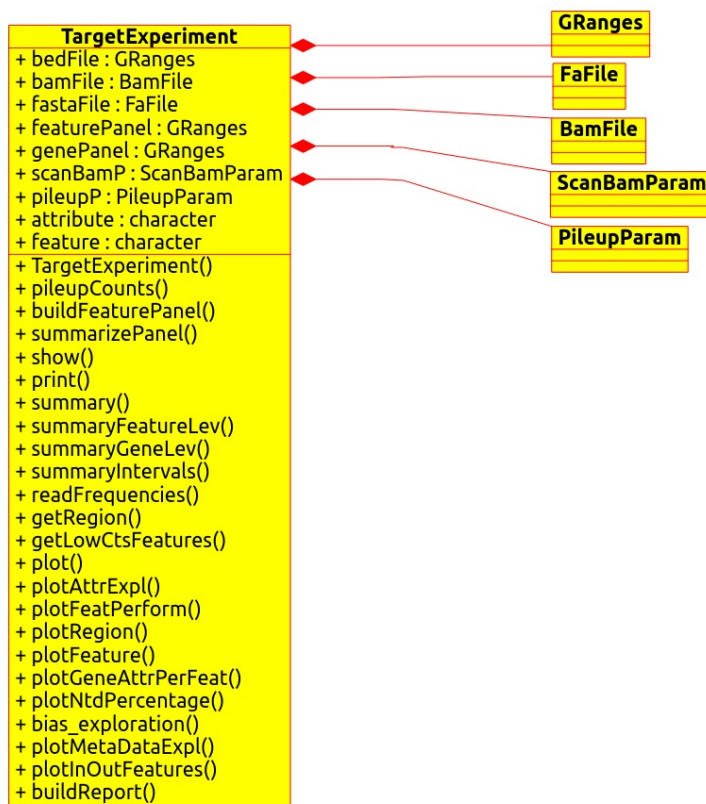 TargetExperiment
+ bedFile : GRanges
+ bamFile : BamFile
+ fastaFile : FaFile
+ featurePanel : GRanges
+ genePanel : GRanges
+ scanBamP : ScanBamParam
+ pileupP : PileupParam
+ attribute : character
+ feature : character
+ TargetExperiment()
+ pileupCounts()
+ buildFeaturePanel()
+ summarizePanel()
+ show()
+ print()
+ summary()
+ summaryFeatureLev()
+ summaryGeneLev()
+ summaryIntervals()
+ readFrequencies()
+ getRegion()
+ getLowCtsFeatures()
+ plot()
+ plotAttrExpl()
+ plotFeatPerform()
+ plotRegion()
+ plotFeature()
+ plotGeneAttrPerFeat()
+ plotNtdPercentage()
+ bias_exploration()
+ plotMetaDataExpl()
+ plotInOutFeatures()
+ buildReport()
GRanges
FaFile
BamFile
ScanBamParam
PileupParam